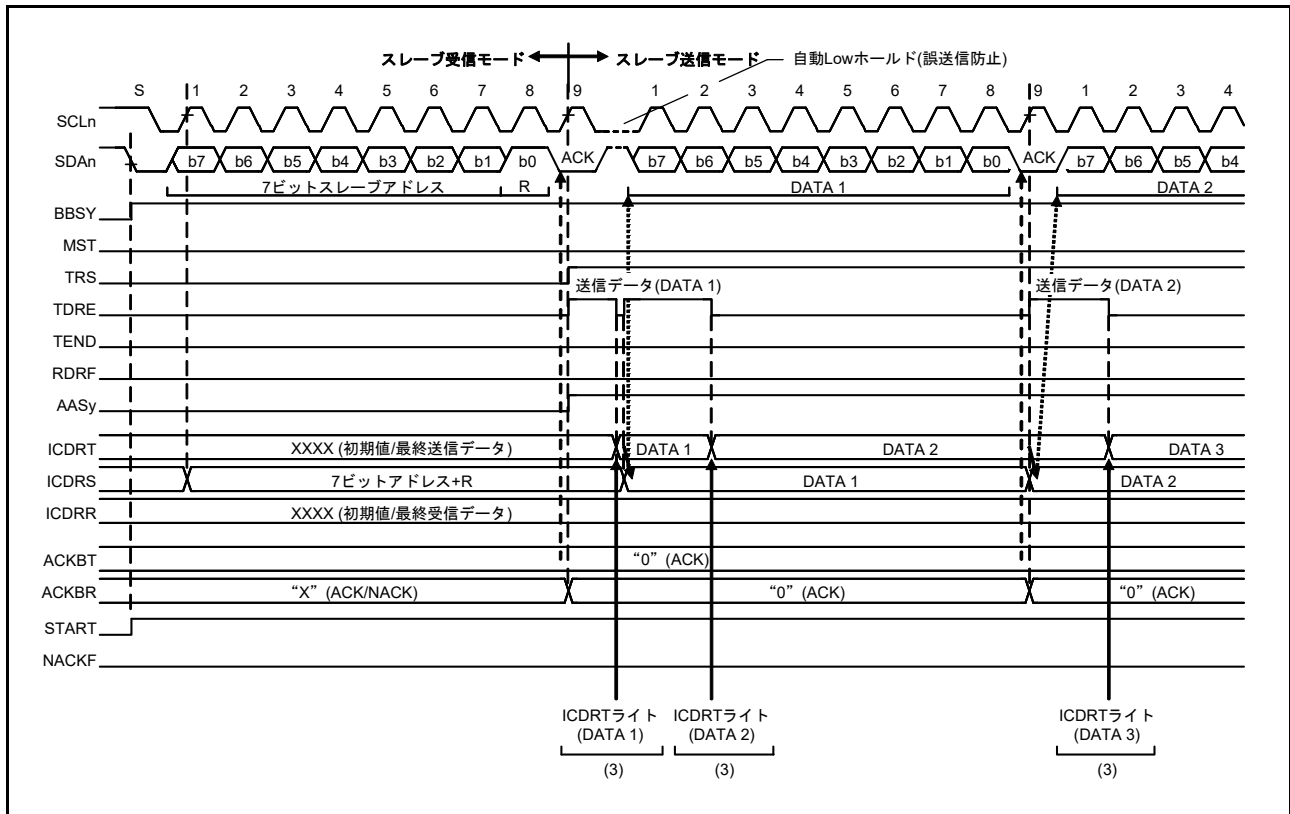 スレーブ受信モード スレーブ送信モード 自動Lowホールド(誤送信防止)
S 1 2 3 4 5 6 7 8 9 1 2 3 4 5 6 7 8 9 1 2 3 4
SCLn
SDAn b7 b6 b5 b4 b3 b2 b1 b0 ACK b7 b6 b5 b4 b3 b2 b1 b0 ACK b7 b6 b5 b4
7ビットスレーブアドレス R DATA 1 DATA 2
BBSY
MST
TRS
送信データ(DATA 1) 送信データ(DATA 2)
TDRE
TEND
RDRF
AASy
ICDRT XXXX (初期値/最終送信データ) DATA 1 DATA 2 DATA 3
ICDRS 7ビットアドレス+R DATA 1 DATA 2
ICDRR XXXX (初期値/最終受信データ)
ACKBT “0” (ACK)
ACKBR “X” (ACK/NACK) “0” (ACK) “0” (ACK)
START
NACKF
ICDRTライト ICDRTライト ICDRTライト
(DATA 1) (DATA 2) (DATA 3)
(3) (3) (3)